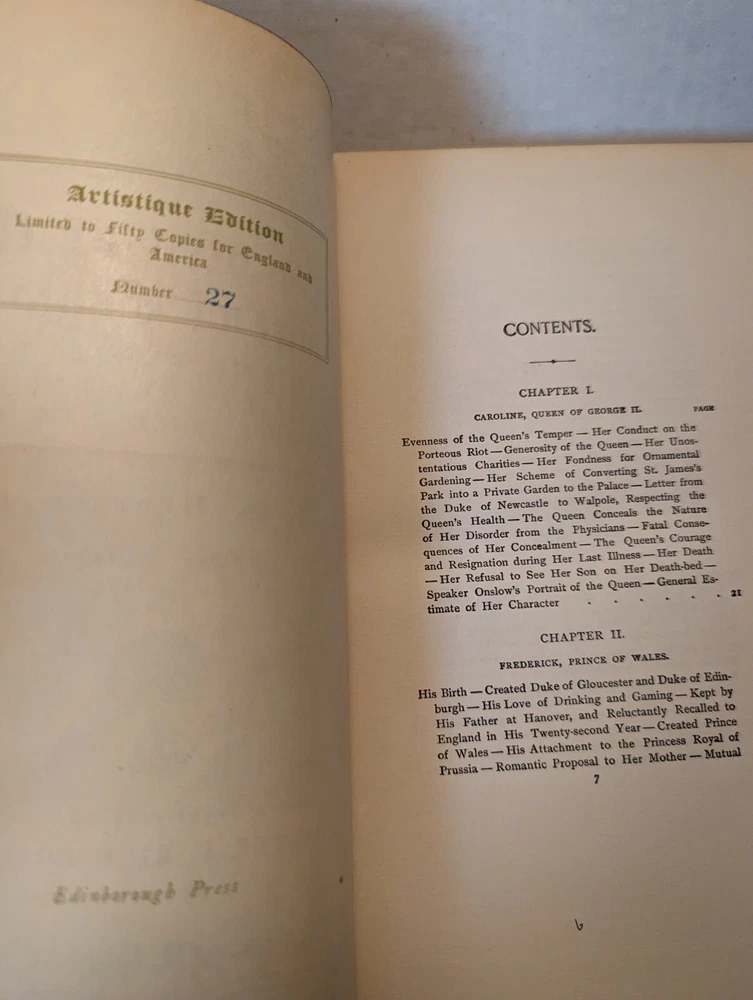 Artistique Edition
Limited to Fifty Copies for England and
America
Number 27
Edinborough Press
CONTENTS.
CHAPTER I.
CAROLINE, QUEEN OF GEORGE II.
PAGE
Evenness of the Queen's Temper — Her Conduct on the
Porteous Riot — Generosity of the Queen — Her Unos-
tentatious Charities — Her Fondness for Ornamental
Gardening — Her Scheme of Converting St. James's
Park into a Private Garden to the Palace — Letter from
the Duke of Newcastle to Walpole, Respecting the
Queen's Health — The Queen Conceals the Nature
of Her Disorder from the Physicians — Fatal Conse-
quences of Her Concealment — The Queen's Courage
and Resignation during Her Last Illness — Her Death
— Her Refusal to See Her Son on Her Death-bed —
Speaker Onslow's Portrait of the Queen — General Es-
timate of Her Character . . . . . 21
CHAPTER II.
FREDERICK, PRINCE OF WALES.
His Birth — Created Duke of Gloucester and Duke of Edin-
burgh — His Love of Drinking and Gaming — Kept by
His Father at Hanover, and Reluctantly Recalled to
England in His Twenty-second Year — Created Prince
of Wales — His Attachment to the Princess Royal of
Prussia — Romantic Proposal to Her Mother — Mutual
7